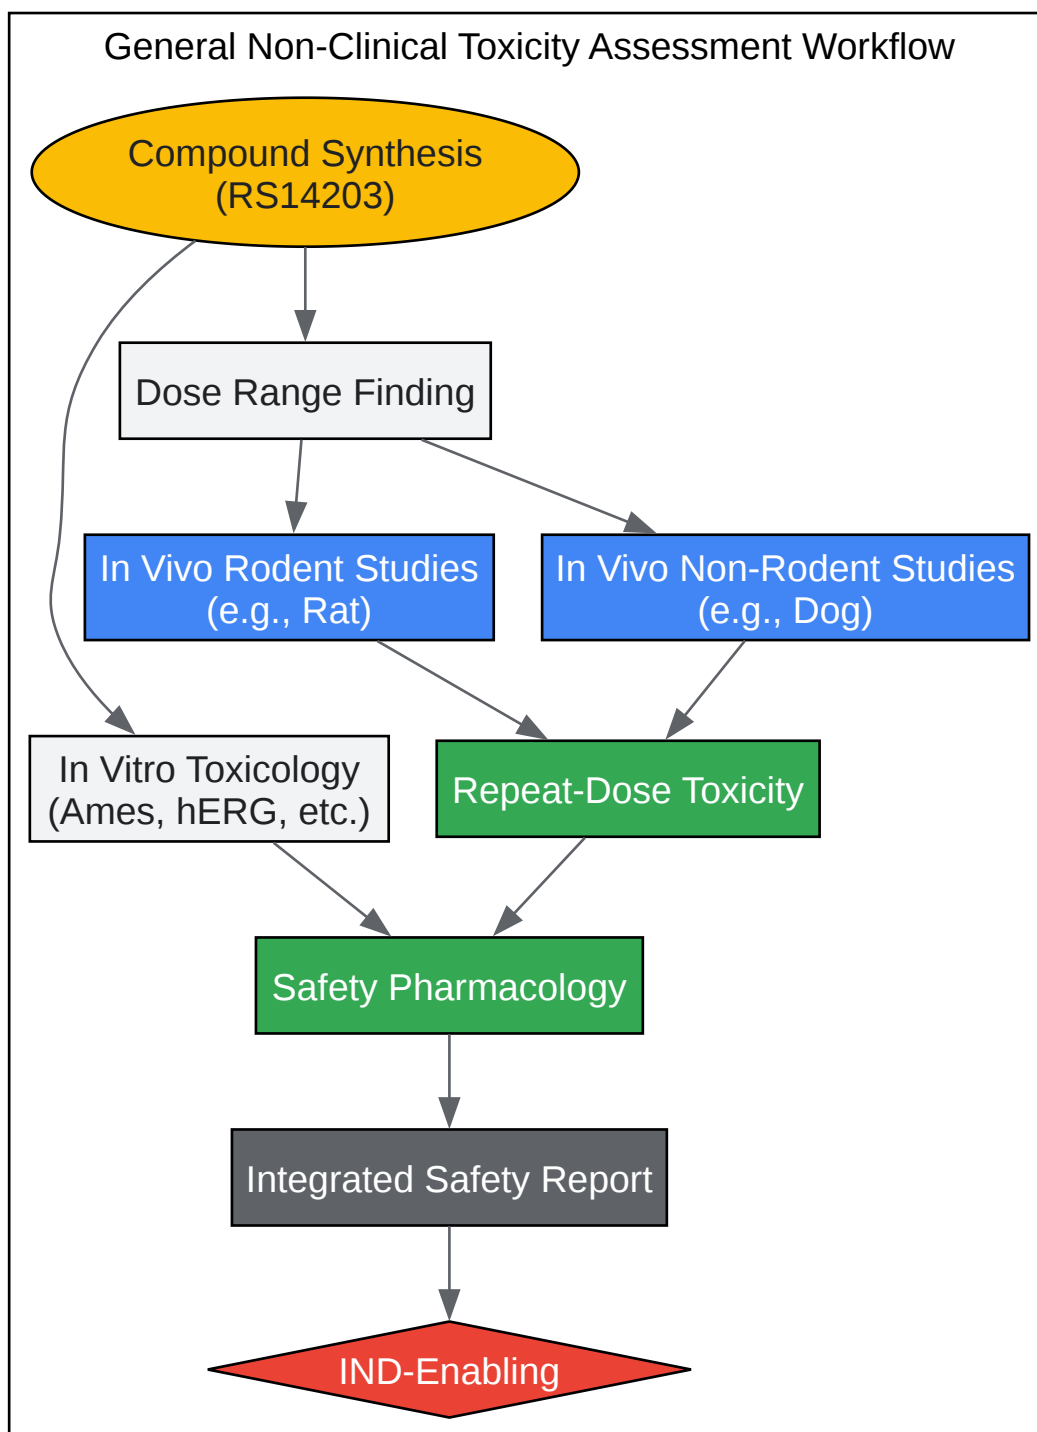 General Non-Clinical Toxicity Assessment Workflow
Compound Synthesis
(RS14203)
Dose Range Finding
In Vivo Rodent Studies
(e.g., Rat)
In Vivo Non-Rodent Studies
(e.g., Dog)
In Vitro Toxicology
(Ames, hERG, etc.)
Repeat-Dose Toxicity
Safety Pharmacology
Integrated Safety Report
IND-Enabling